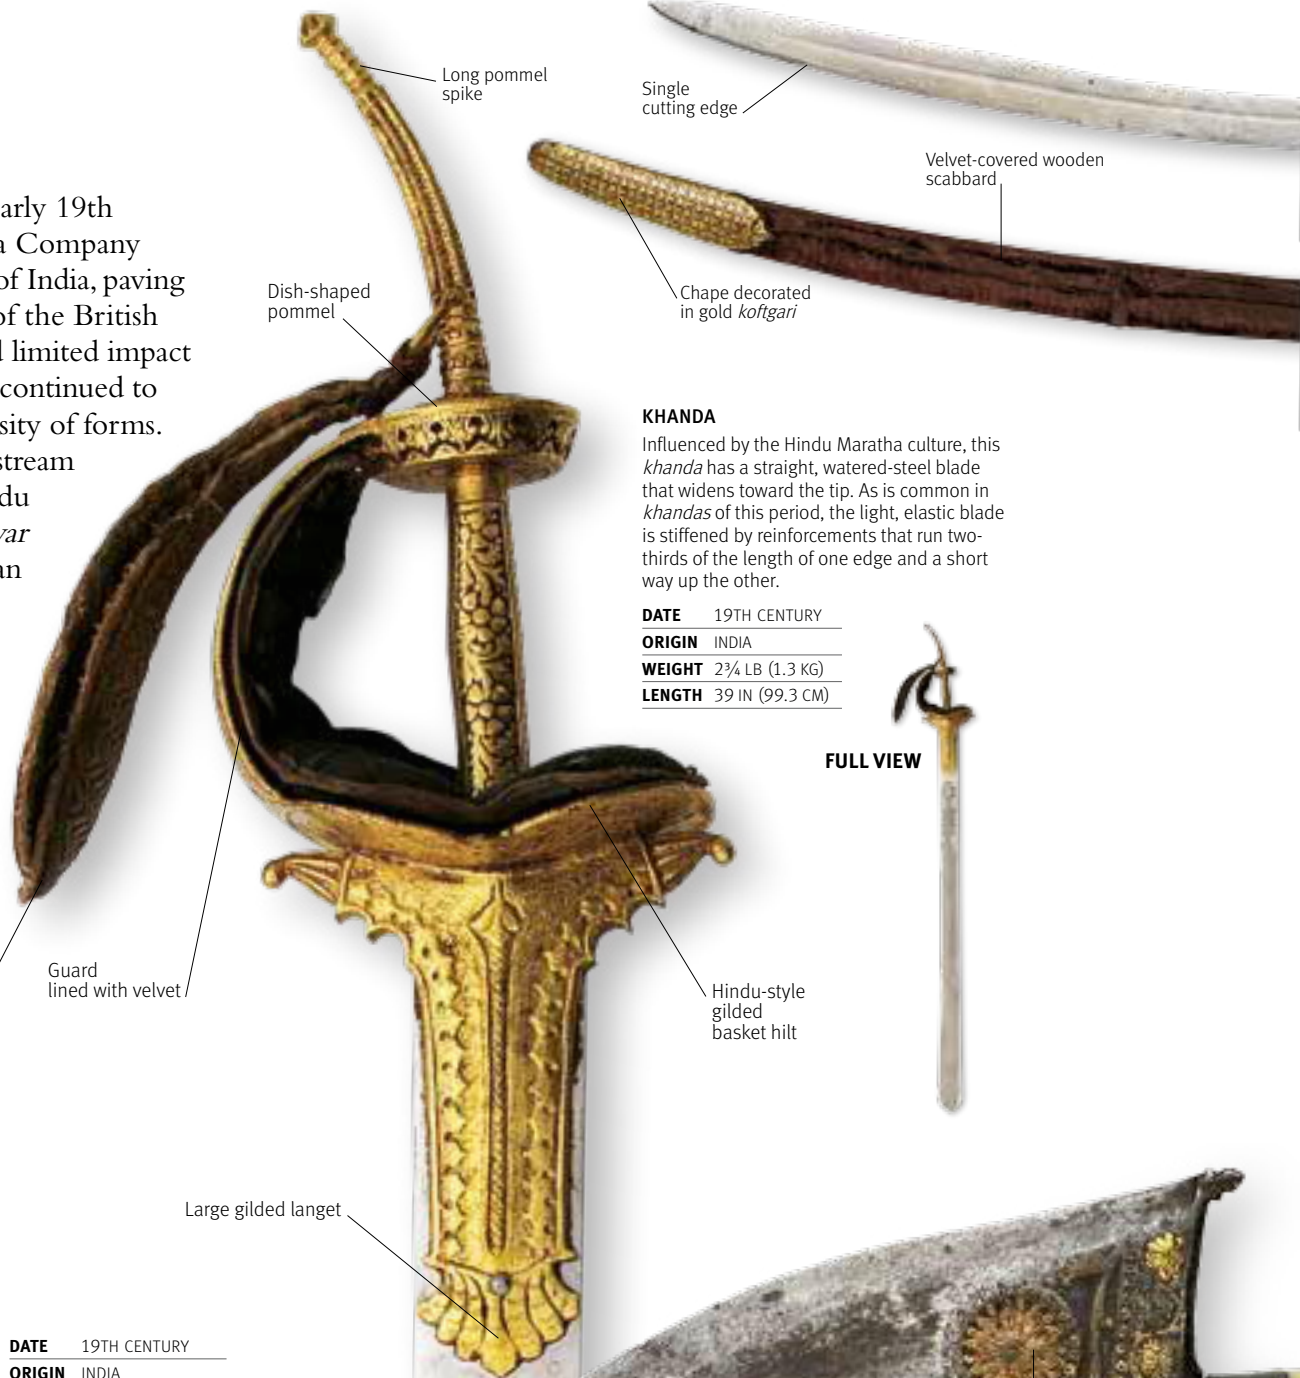 Long pommel
spike
Single
cutting edge
Velvet-covered wooden
scabbard
19th
Company
of India, paving
of the British
limited impact
continued to
of forms.
Dish-shaped
pommel
Chape decorated
in gold koftgari
KHANDA
Influenced by the Hindu Maratha culture, this
khanda has a straight, watered-steel blade
that widens toward the tip. As is common in
khandas of this period, the light, elastic blade
is stiffened by reinforcements that run two-
thirds of the length of one edge and a short
way up the other.
DATE 19TH CENTURY
ORIGIN INDIA
WEIGHT 2¾ LB (1.3 KG)
LENGTH 39 IN (99.3 CM)
FULL VIEW
Guard
lined with velvet
Hindu-style
gilded
basket hilt
Large gilded langet
DATE 19TH CENTURY
ORIGIN INDIA